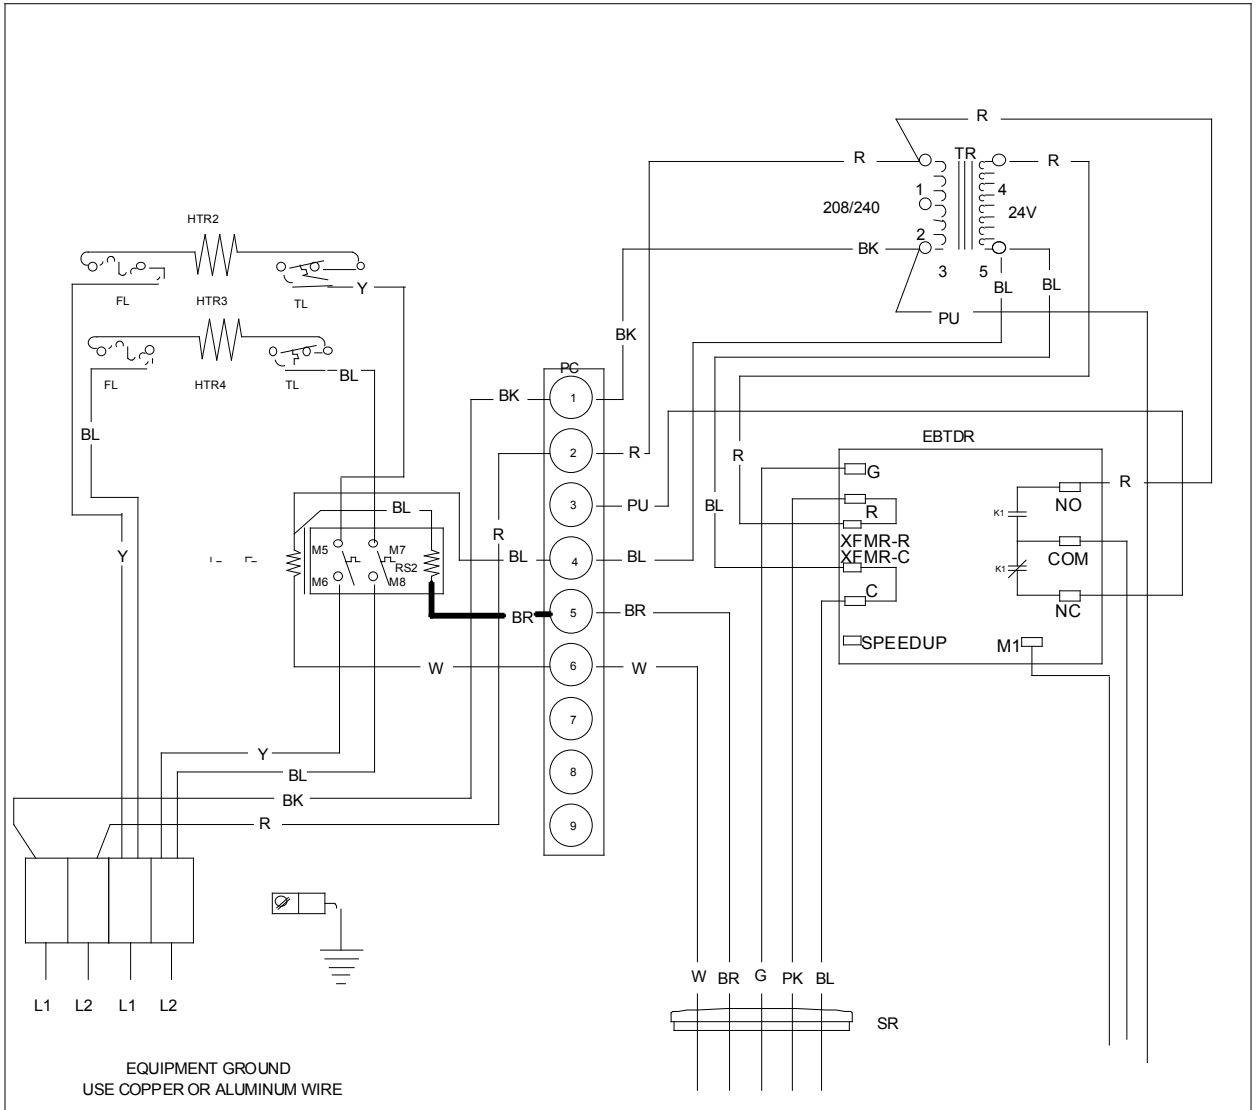 R
R
TR
R
1
4
208/240
24V
2
HTR2
BK
3
5
BL
BL
Y
FL
HTR3
TL
PU
BK
PC
BL
FL
HTR4
TL
BK
1
BL
EBTDR
2
R
R
G
R
BL
3
PU
BL
R
NO
K1
R
XFMR-R
M5
M7
Y
BL
4
BL
XFMR-C
COM
RS2
K1
M6
M8
C
NC
BR
5
BR
SPEEDUP
M1
W
6
W
7
Y
BL
8
BK
R
9
W
BR
G
PK
BL
L1
L2
L1
L2
SR
EQUIPMENT GROUND
USE COPPER OR ALUMINUM WIRE